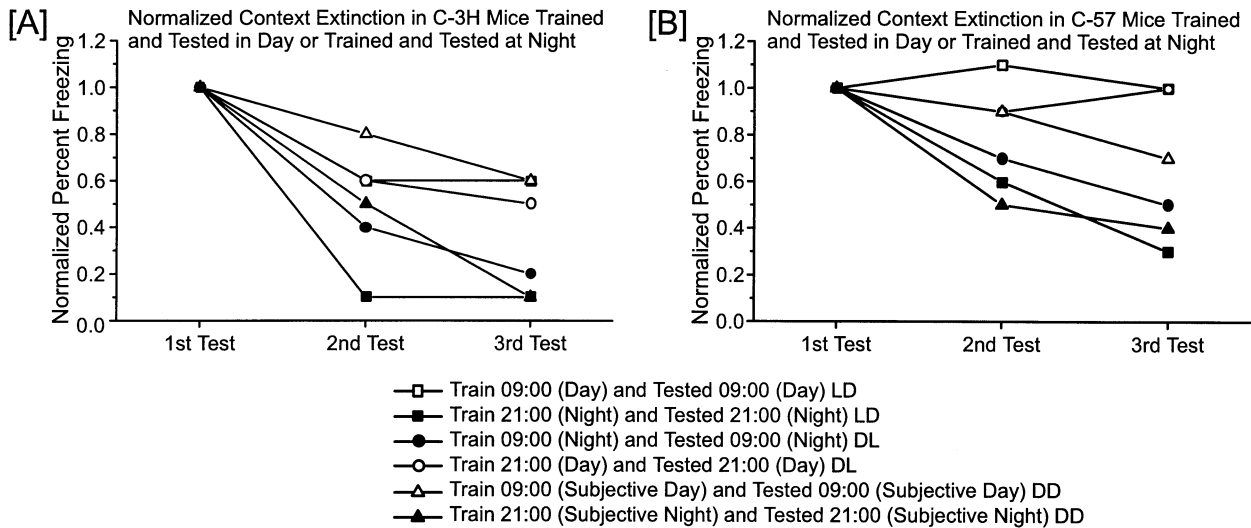 [A]
Normalized Context Extinction in C-3H Mice Trained
and Tested in Day or Trained and Tested at Night
Normalized Percent Freezing
1.2
1.0
0.8
0.6
0.4
0.2
0.0
1st Test
2nd Test
3rd Test
[B]
Normalized Context Extinction in C-57 Mice Trained
and Tested in Day or Trained and Tested at Night
Normalized Percent Freezing
1.2
1.0
0.8
0.6
0.4
0.2
0.0
1st Test
2nd Test
3rd Test
Train 09:00 (Day) and Tested 09:00 (Day) LD
Train 21:00 (Night) and Tested 21:00 (Night) LD
Train 09:00 (Night) and Tested 09:00 (Night) DL
Train 21:00 (Day) and Tested 21:00 (Day) DL
Train 09:00 (Subjective Day) and Tested 09:00 (Subjective Day) DD
Train 21:00 (Subjective Night) and Tested 21:00 (Subjective Night) DD